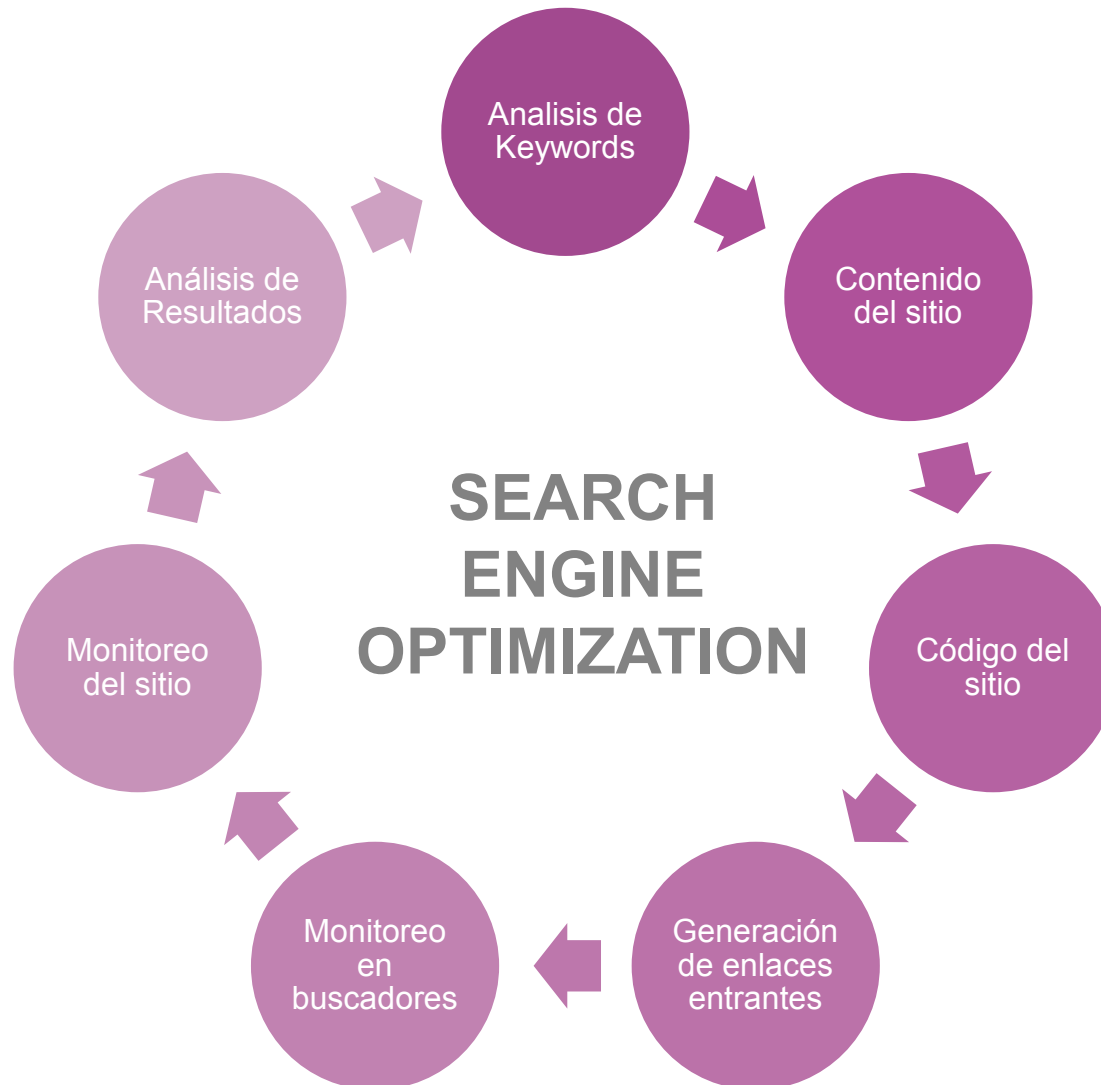 Analisis de
Keywords
Contenido
del sitio
Código del
sitio
Generación
de enlaces
entrantes
Monitoreo
en
buscadores
Monitoreo
del sitio
Análisis de
Resultados
SEARCH
ENGINE
OPTIMIZATION